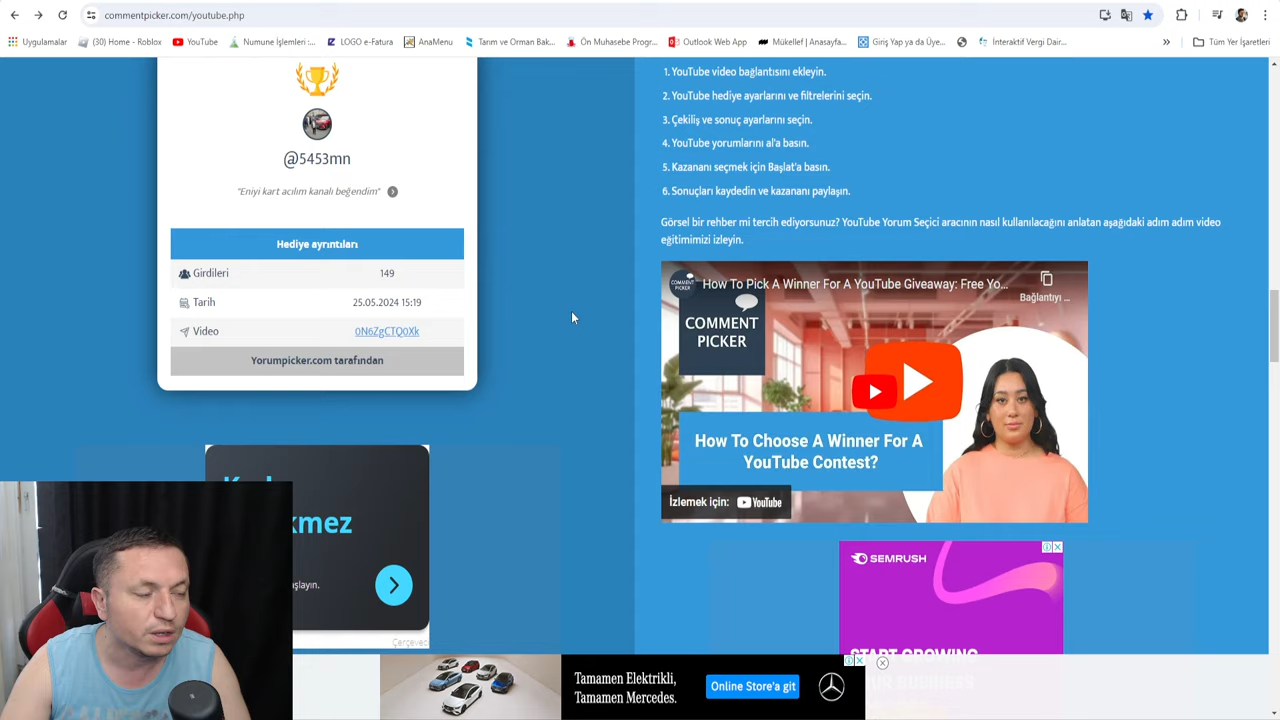 commentpicker.com/youtube.php
Uygulamalar
(30) Home - Roblox
YouTube
Numune İşlemleri :...
LOGO e-Fatura
AnaMenu
Tarım ve Orman Bak...
Ön Muhasebe Progr...
Outlook Web App
Mükellef | Anasayfa...
Giriş Yap ya da Üye...
İnteraktif Vergi Dair...
Tüm Yer İşaretleri
@5453mn
"Eniyi kart acılım kanalı beğendim"
Hediye ayrıntıları
Girdileri 149
Tarih 25.05.2024 15:19
Video 0N6ZgCTQ0Xk
Yorumpicker.com tarafından
kmez
şlayın.
Çerçeveci
1. YouTube video bağlantısını ekleyin.
2. YouTube hediye ayarlarını ve filtrelerini seçin.
3. Çekiliş ve sonuç ayarlarını seçin.
4. YouTube yorumlarını al'a basın.
5. Kazananı seçmek için Başlat'a basın.
6. Sonuçları kaydedin ve kazananı paylaşın.
Görsel bir rehber mi tercih ediyorsunuz? YouTube Yorum Seçici aracının nasıl kullanılacağını anlatan aşağıdaki adım adım video
eğitimimizi izleyin.
How To Pick A Winner For A YouTube Giveaway: Free Yo...
Bağlantıyı ...
COMMENT
PICKER
How To Choose A Winner For A
YouTube Contest?
İzlemek için: YouTube
SEMRUSH
START GROWING
Tamamen Elektrikli,
Tamamen Mercedes.
Online Store'a git